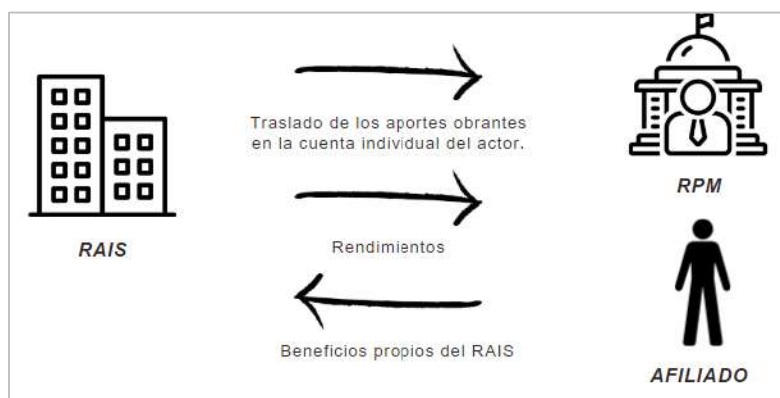 Traslado de los aportes obrantes
en la cuenta individual del actor.
RPM
RAIS
Rendimientos
Beneficios propios del RAIS
AFILIADO